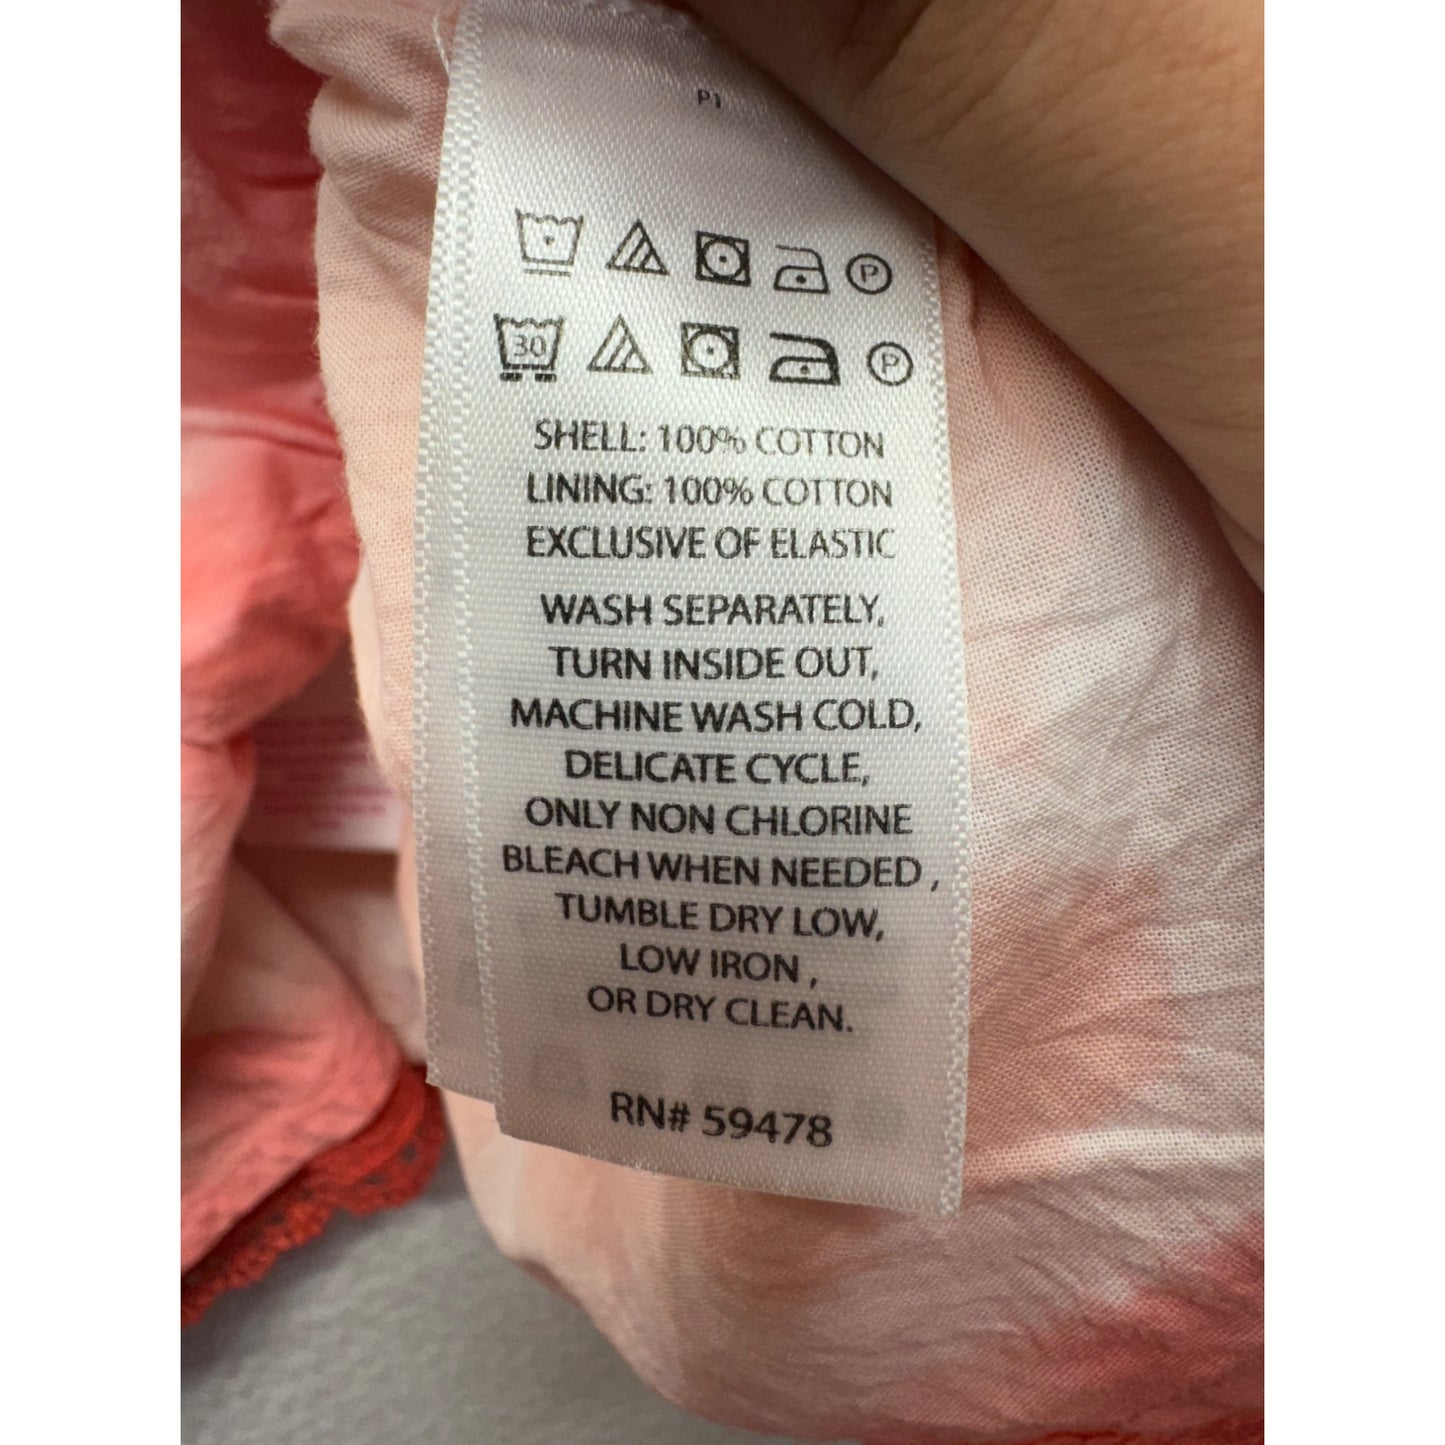 P1
P
30 P
SHELL: 100% COTTON
LINING: 100% COTTON
EXCLUSIVE OF ELASTIC
WASH SEPARATELY,
TURN INSIDE OUT,
MACHINE WASH COLD,
DELICATE CYCLE,
ONLY NON CHLORINE
BLEACH WHEN NEEDED ,
TUMBLE DRY LOW,
LOW IRON ,
OR DRY CLEAN.
RN# 59478